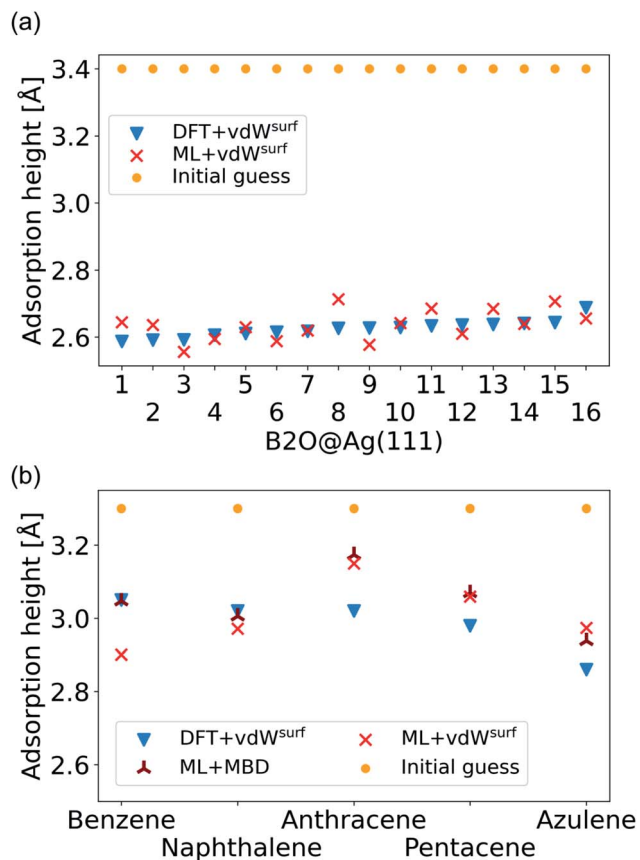 (a)
Adsorption height [Å]
3.4
3.2
3.0
2.8
2.6
DFT+vdWsurf
ML+vdWsurf
Initial guess
1 3 5 7 9 11 13 15
2 4 6 8 10 12 14 16
B2O@Ag(111)
(b)
Adsorption height [Å]
3.2
3.0
2.8
2.6
DFT+vdWsurf ML+vdWsurf
ML+MBD Initial guess
Benzene Anthracene Azulene
Naphthalene Pentacene